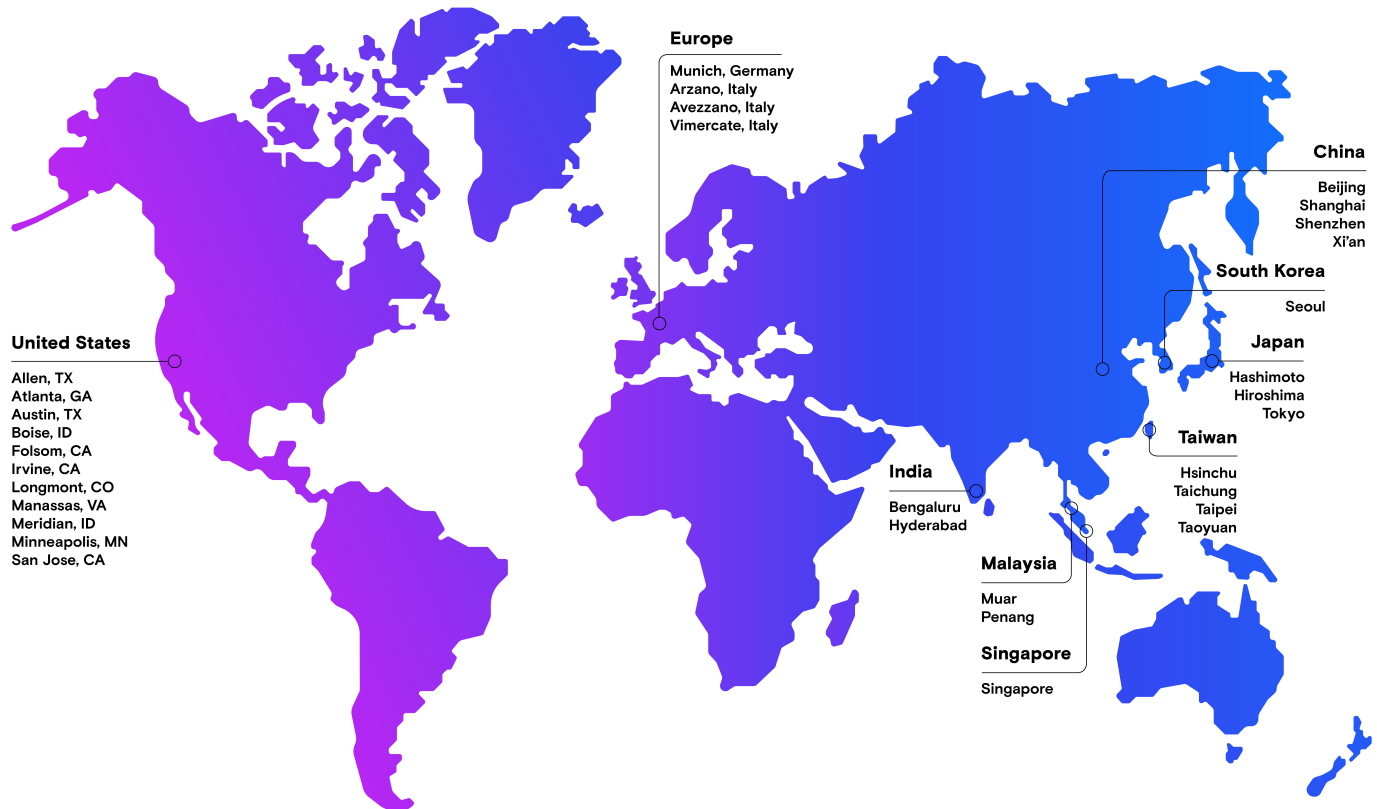 United States
Allen, TX
Atlanta, GA
Austin, TX
Boise, ID
Folsom, CA
Irvine, CA
Longmont, CO
Manassas, VA
Meridian, ID
Minneapolis, MN
San Jose, CA
Europe
Munich, Germany
Arzano, Italy
Avezzano, Italy
Vimercate, Italy
China
Beijing
Shanghai
Shenzhen
Xi’an
South Korea
Seoul
Japan
Hashimoto
Hiroshima
Tokyo
Taiwan
Hsinchu
Taichung
Taipei
Taoyuan
India
Bengaluru
Hyderabad
Malaysia
Muar
Penang
Singapore
Singapore